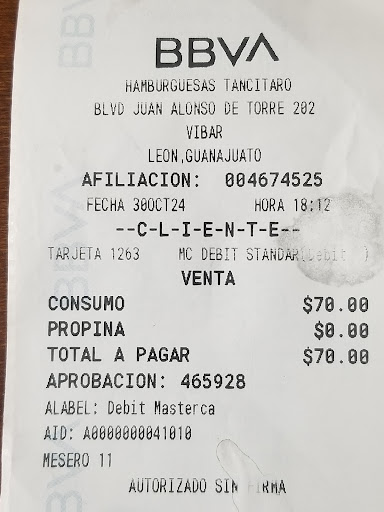 BBVA
HAMBURGUESAS TANCITARO
BLVD JUAN ALONSO DE TORRE 202
VIBAR
LEON,GUANAJUATO
AFILIACION: 004674525
FECHA 30OCT24 HORA 18:12
--C-L-I-E-N-T-E--
TARJETA 1263 MC DEBIT STANDAR(Debit )
VENTA
CONSUMO $70.00
PROPINA $0.00
TOTAL A PAGAR $70.00
APROBACION: 465928
ALABEL: Debit Masterca
AID: A0000000041010
MESERO 11
AUTORIZADO SIN FIRMA